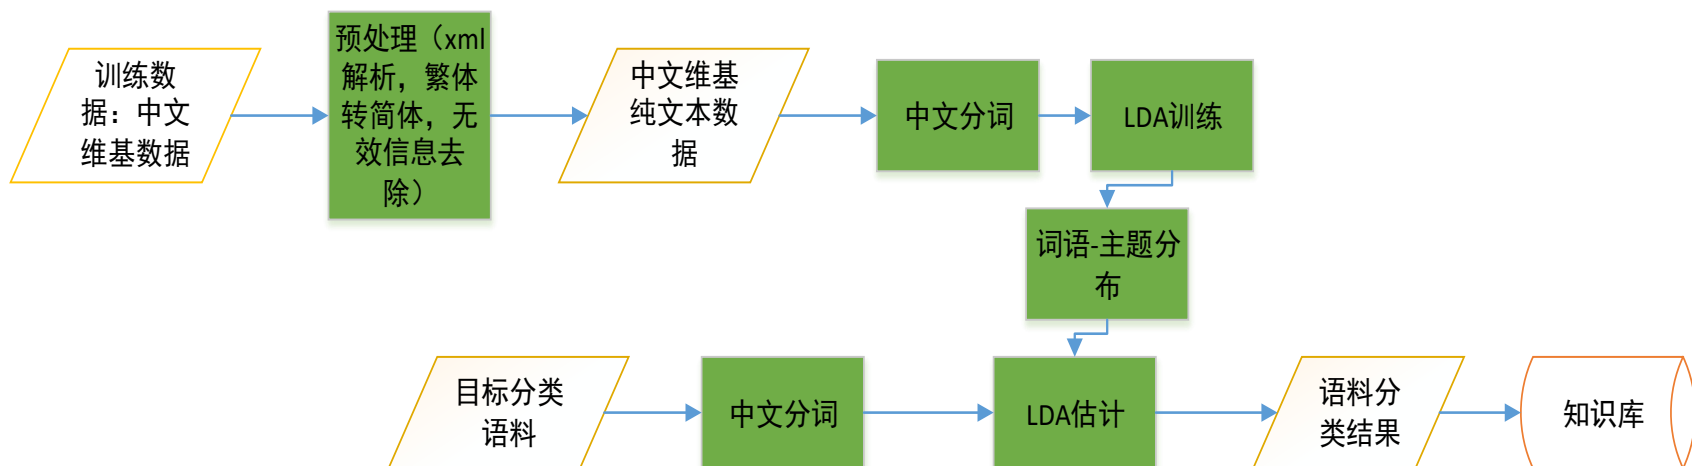 训练数
据：中文
维基数据
预处理（xml
解析，繁体
转简体，无
效信息去
除）
中文维基
纯文本数
据
中文分词
LDA训练
词语-主题分
布
目标分类
语料
中文分词
LDA估计
语料分
类结果
知识库